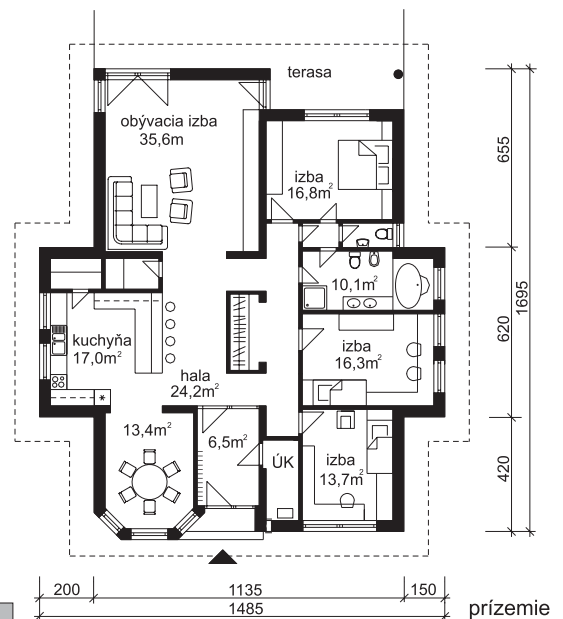 terasa
obývacia izba
35,6m
izba
16,8m²
655
10,1m²
1695
kuchyňa
17,0m²
izba
16,3m²
620
hala
24,2m²
*
13,4m²
6,5m²
ÚK
izba
13,7m²
420
200
1135
150
1485
prízemie